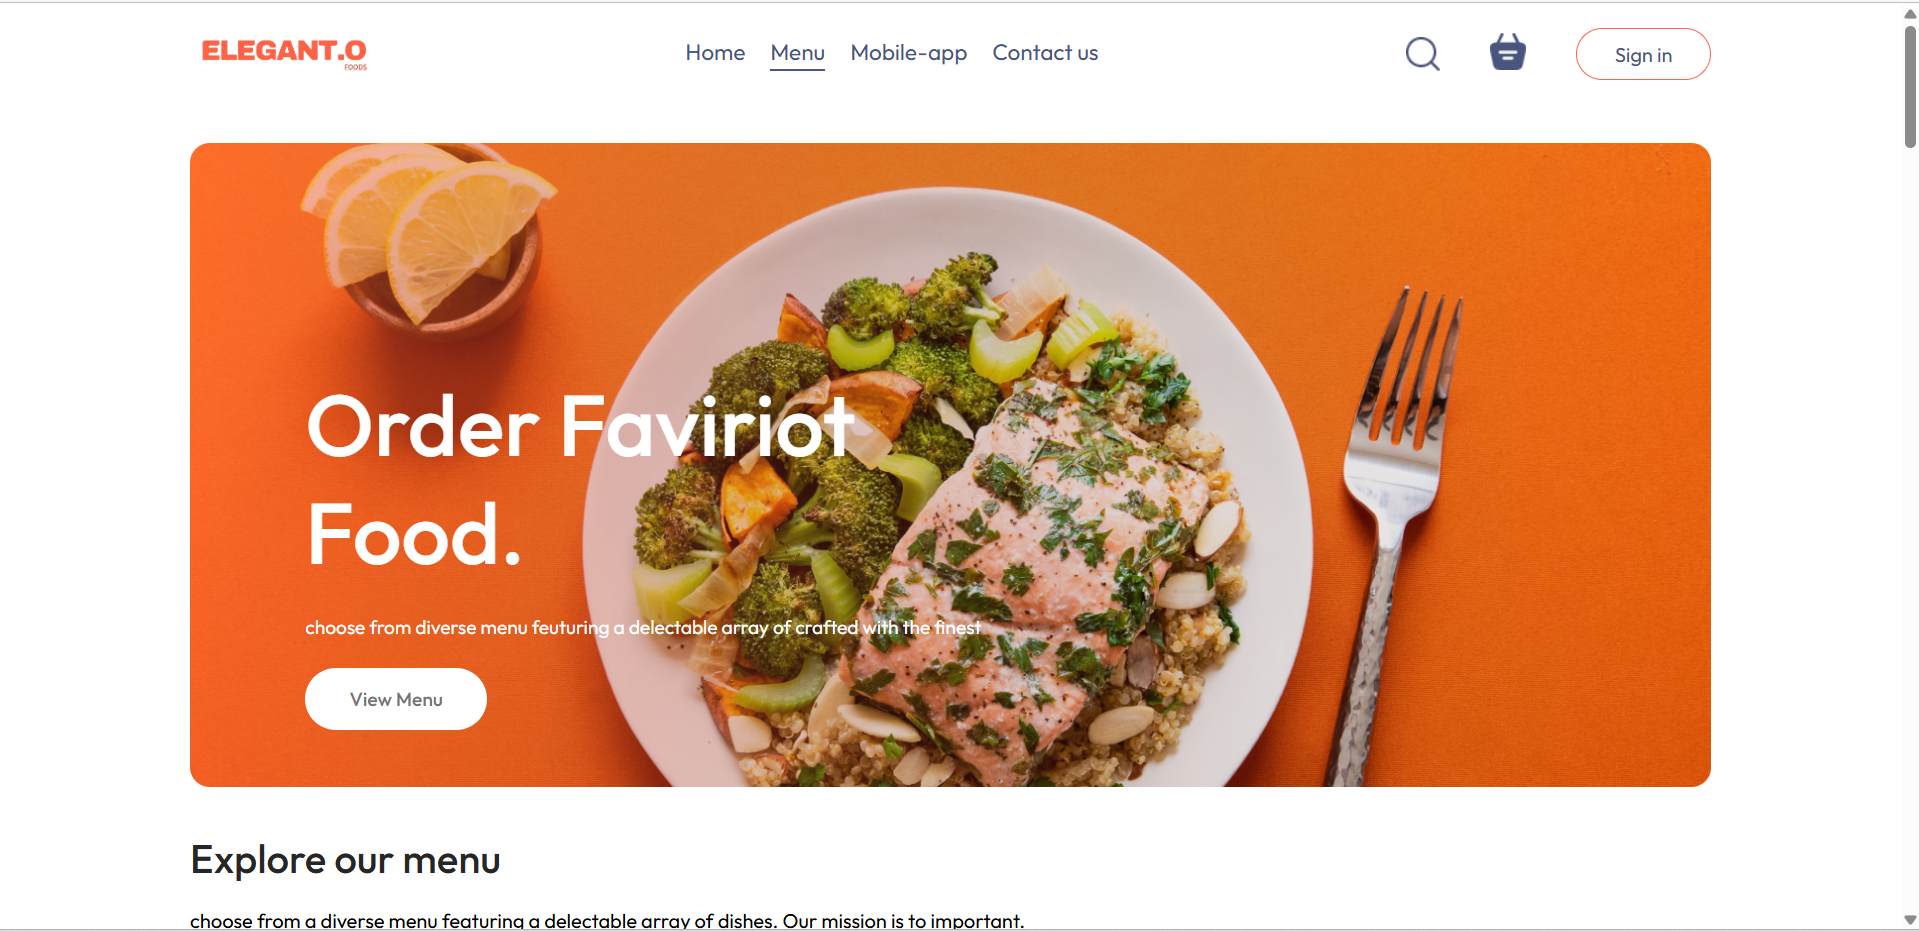 ELEGANT.O
FOODS
Home Menu Mobile-app Contact us
Sign in
Order Faviriot
Food.
choose from diverse menu feuturing a delectable array of crafted with the finest
View Menu
Explore our menu
choose from a diverse menu featuring a delectable array of dishes. Our mission is to important.